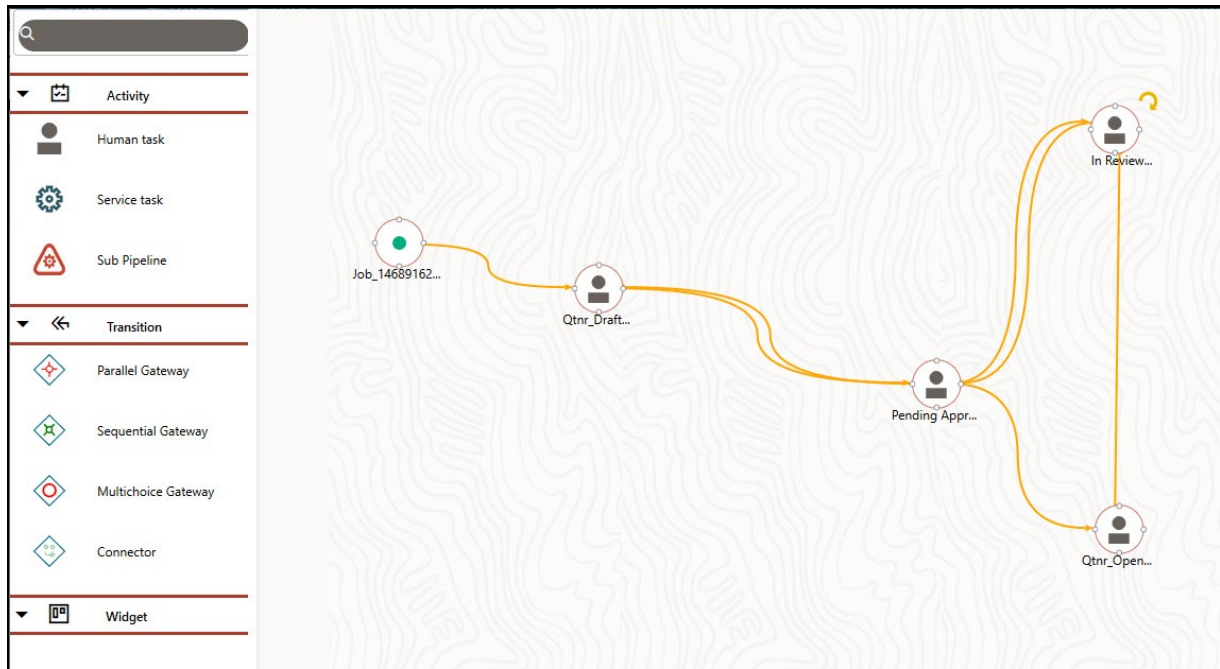 Activity
Human task
Service task
Sub Pipeline
Transition
Parallel Gateway
Sequential Gateway
Multichoice Gateway
Connector
Widget
Job_14689162...
Qtnr_Draft...
Pending Appr...
In Review...
Qtnr_Open...